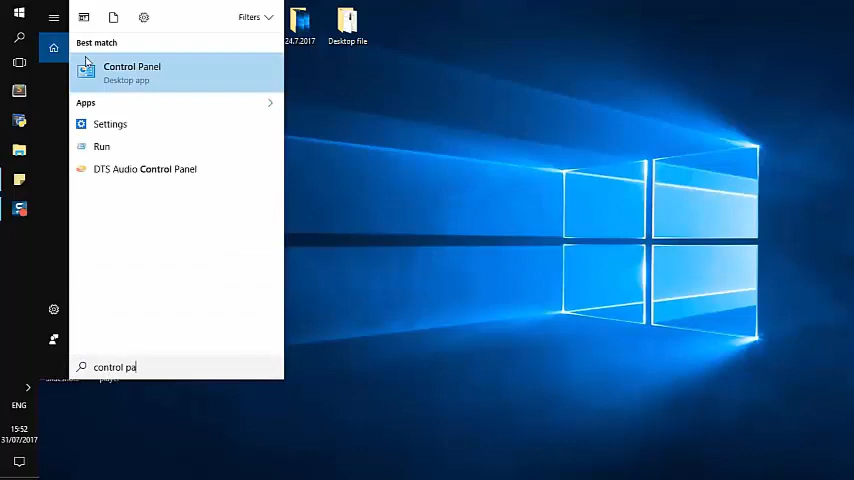 Filters
Best match
Control Panel
Desktop app
Apps
Settings
Run
DTS Audio Control Panel
control pa
24.7.2017
Desktop file
ENG
15:52
31/07/2017